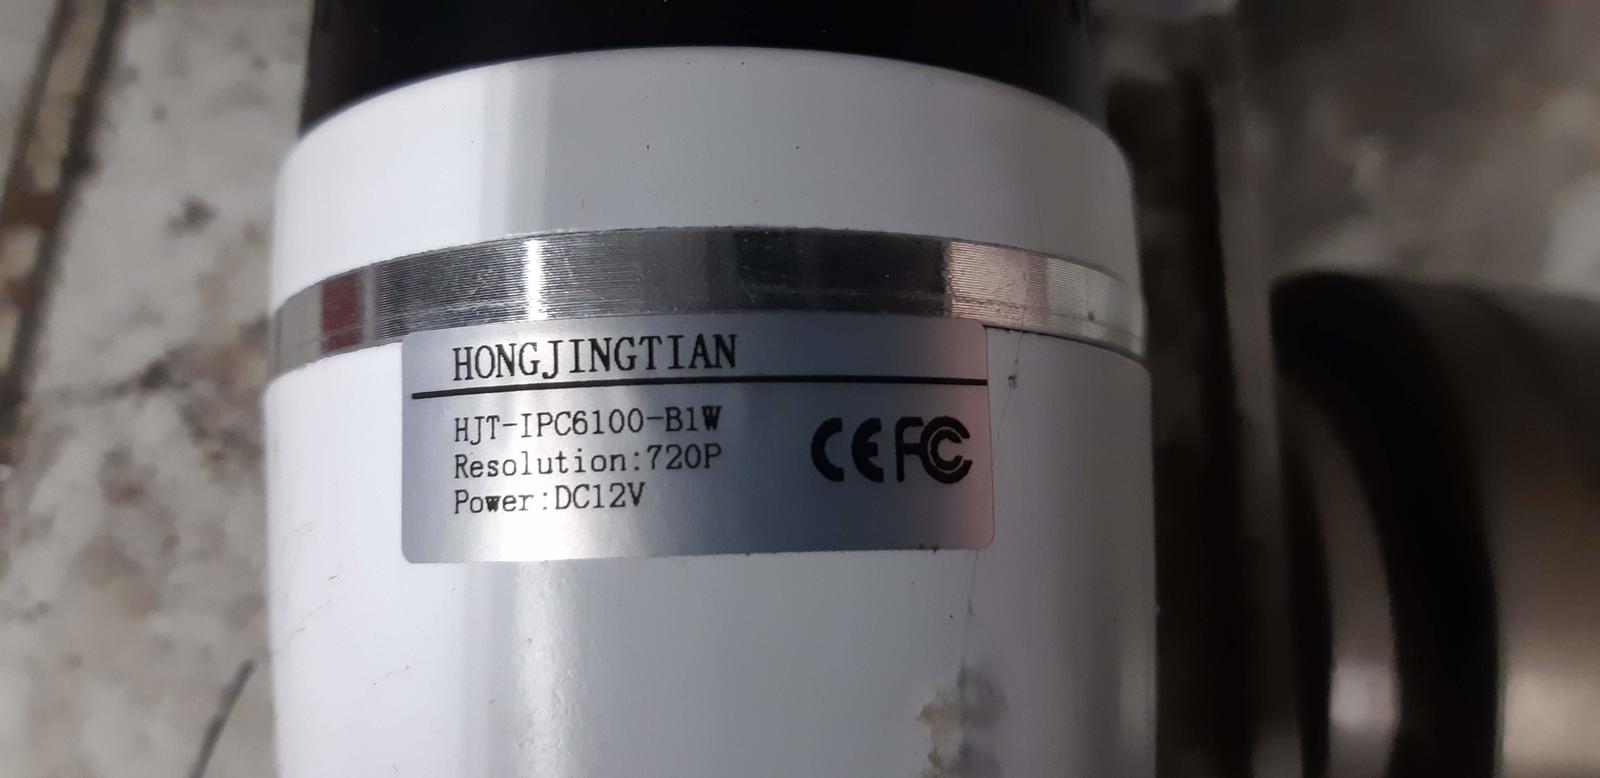 HONGJINGTIAN
HJT-IPC6100-B1W
Resolution:720P
Power:DC12V
CE FC